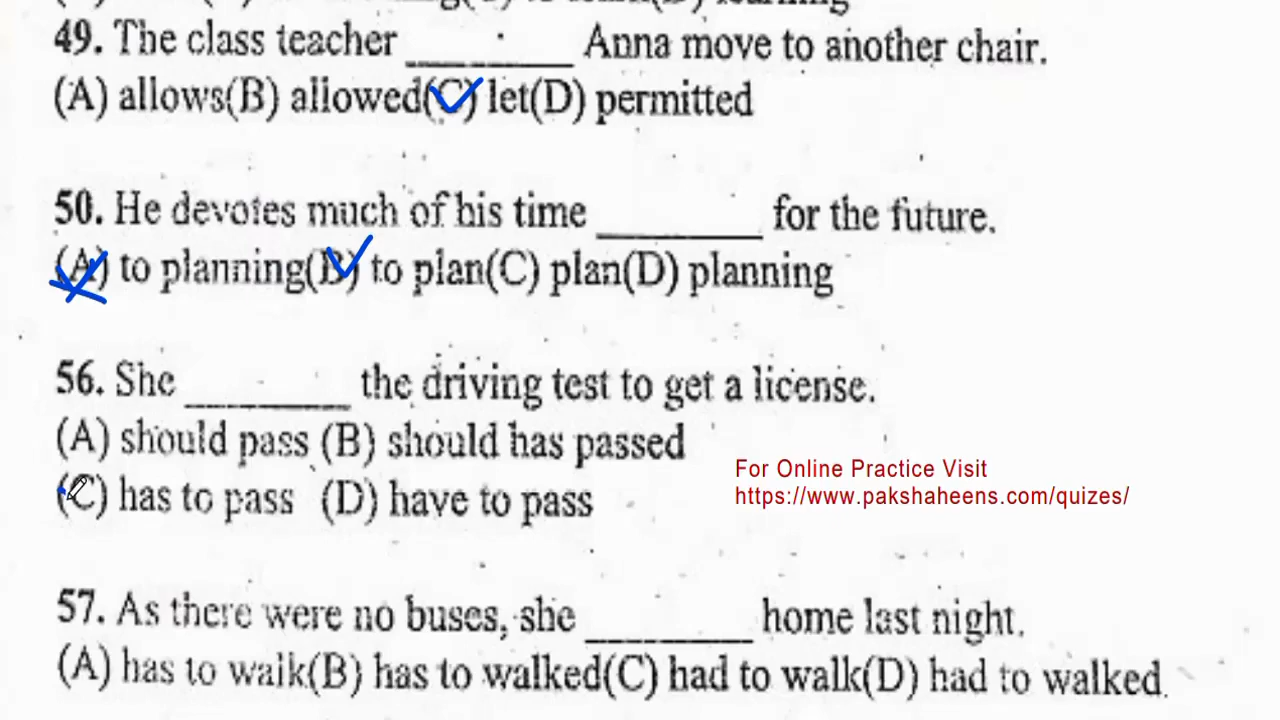 learning
49. The class teacher ________ Anna move to another chair.
(A) allows(B) allowed(C) let(D) permitted
50. He devotes much of his time ________ for the future.
(A) to planning(B) to plan(C) plan(D) planning
56. She ________ the driving test to get a license.
(A) should pass (B) should has passed
(C) has to pass (D) have to pass
For Online Practice Visit
https://www.pakshaheens.com/quizes/
57. As there were no buses, she ________ home last night.
(A) has to walk(B) has to walked(C) had to walk(D) had to walked